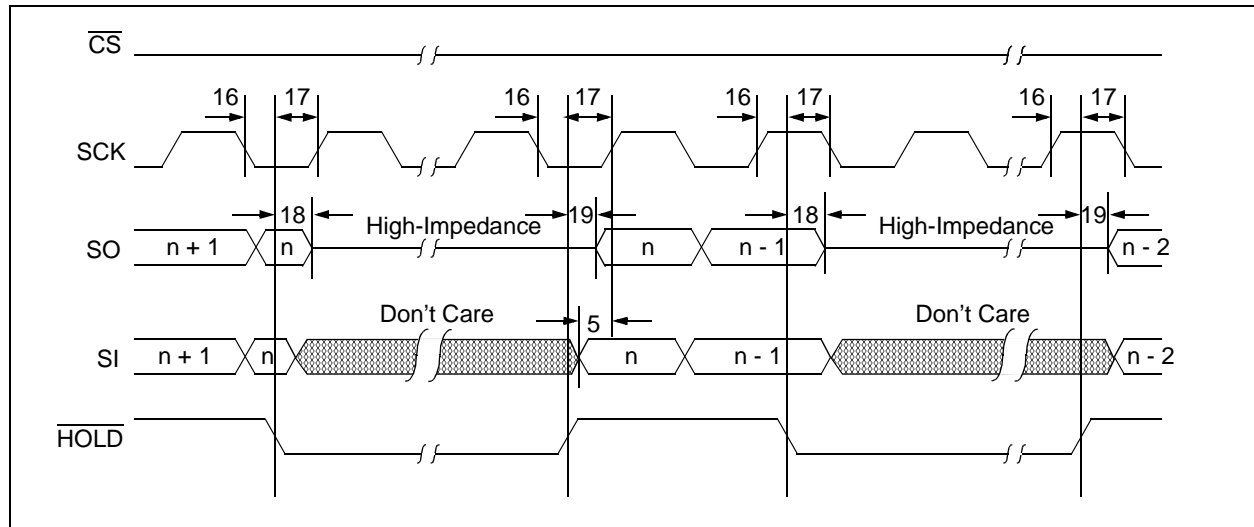 CS
16 17 16 17 16 17 16 17
SCK
18 High-Impedance 19 18 High-Impedance 19
SO n + 1 n n n - 1 n - 2
Don't Care 5 Don't Care
SI n + 1 n n n - 1 n - 2
HOLD